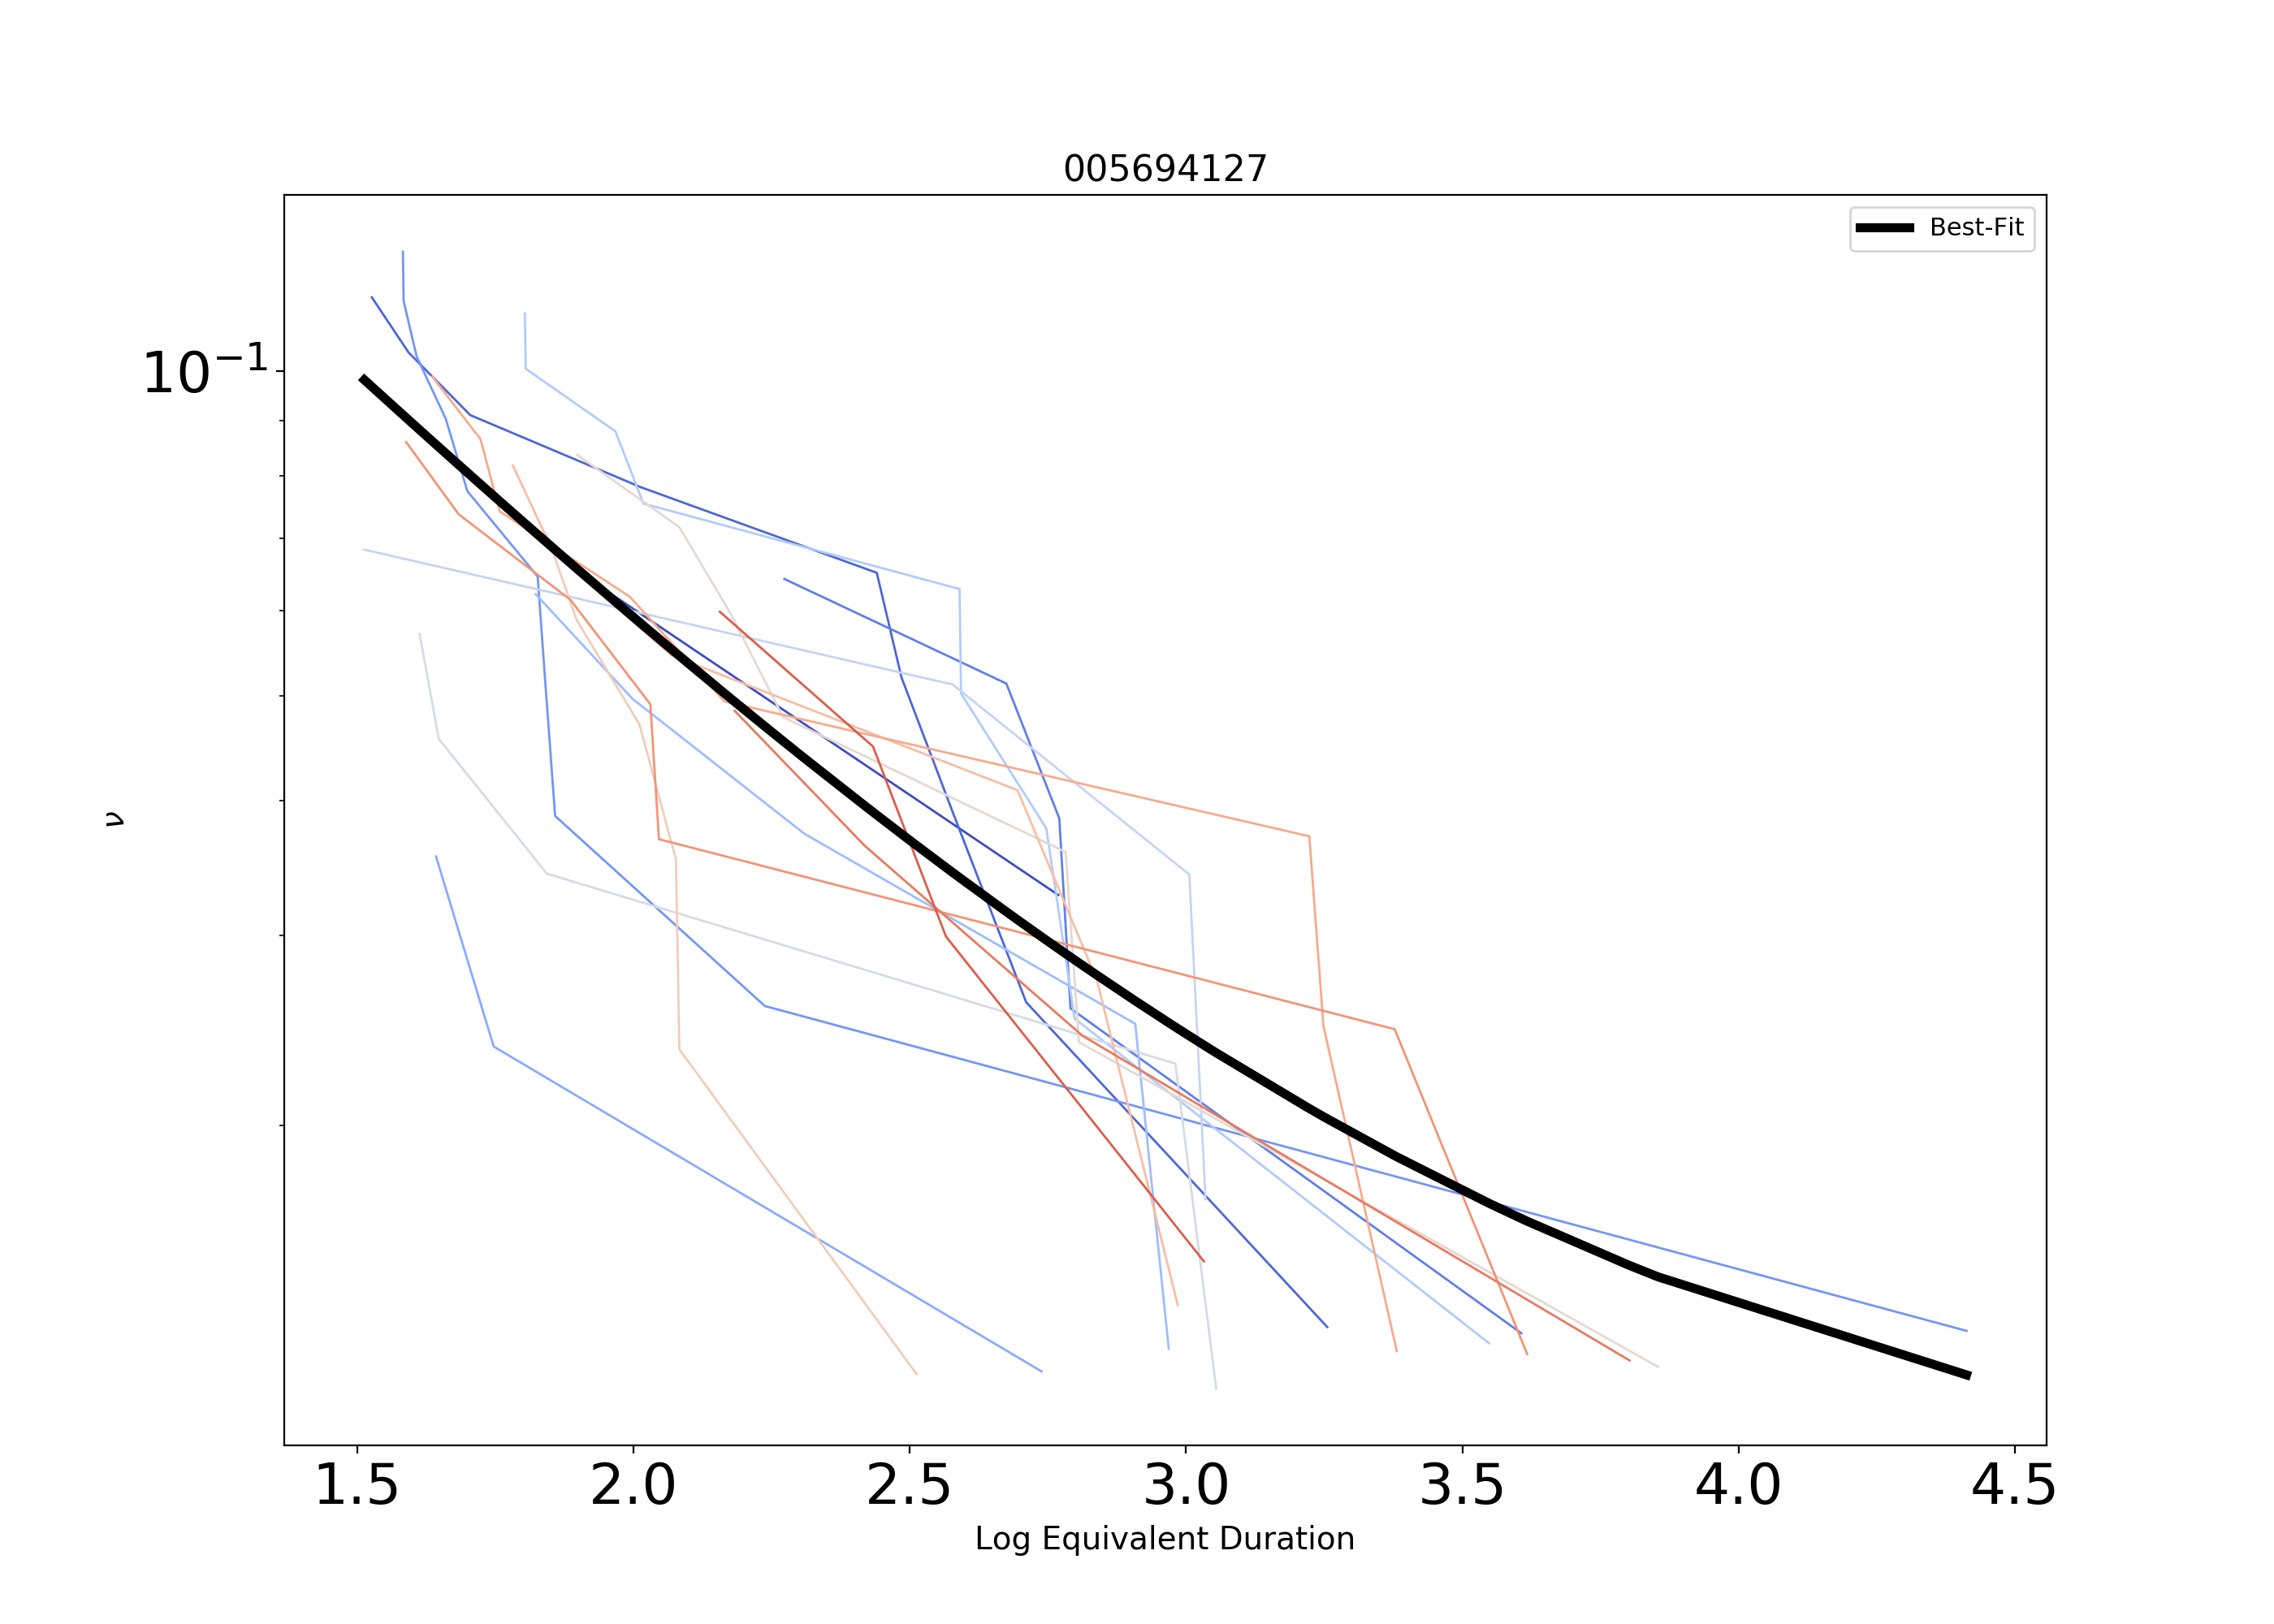 005694127
Best-Fit
10⁻¹
ν
1.5 2.0 2.5 3.0 3.5 4.0 4.5
Log Equivalent Duration